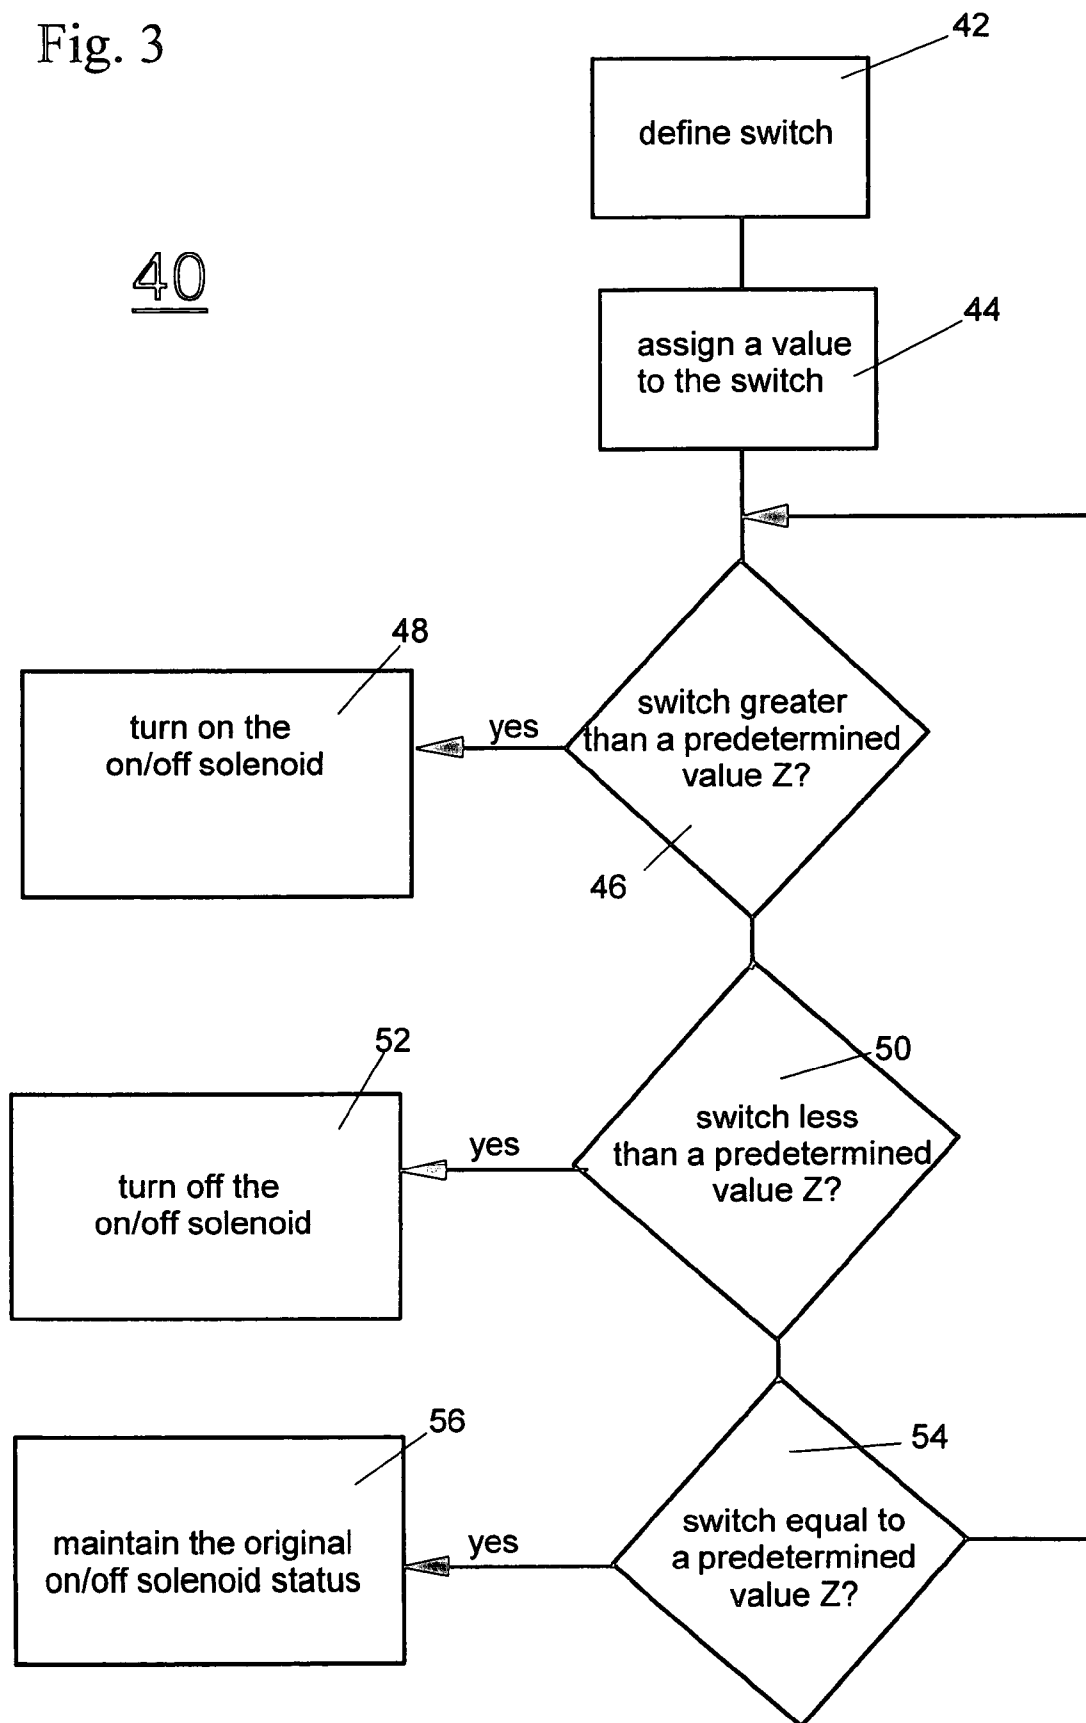 Fig. 3
42
define switch
40
44
assign a value
to the switch
48
turn on the
on/off solenoid
yes
switch greater
than a predetermined
value Z?
46
52
turn off the
on/off solenoid
yes
50
switch less
than a predetermined
value Z?
56
maintain the original
on/off solenoid status
yes
54
switch equal to
a predetermined
value Z?